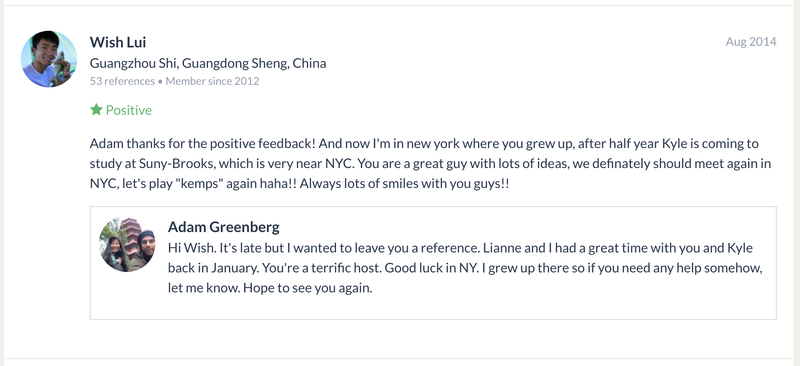 Wish Lui
Aug 2014
Guangzhou Shi, Guangdong Sheng, China
53 references • Member since 2012
Positive
Adam thanks for the positive feedback! And now I'm in new york where you grew up, after half year Kyle is coming to
study at Suny-Brooks, which is very near NYC. You are a great guy with lots of ideas, we definately should meet again in
NYC, let's play "kemps" again haha!! Always lots of smiles with you guys!!
Adam Greenberg
Hi Wish. It's late but I wanted to leave you a reference. Lianne and I had a great time with you and Kyle
back in January. You're a terrific host. Good luck in NY. I grew up there so if you need any help somehow,
let me know. Hope to see you again.